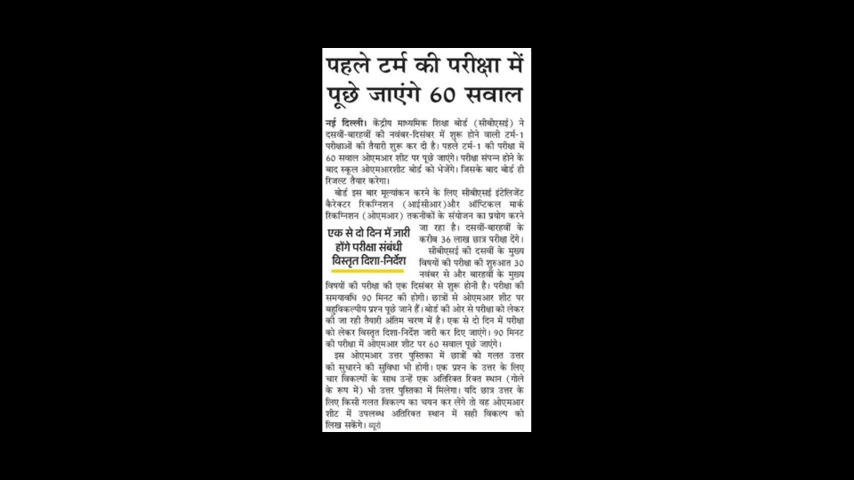 पहले टर्म की परीक्षा में
पूछे जाएंगे 60 सवाल
नई दिल्ली। केंद्रीय माध्यमिक शिक्षा बोर्ड (सीबीएसई) ने
दसवीं-बारहवीं की नवंबर-दिसंबर में शुरू होने वाली टर्म-1
परीक्षाओं की तैयारी शुरू कर दी है। पहले टर्म-1 की परीक्षा में
60 सवाल ओएमआर शीट पर पूछे जाएंगे। परीक्षा संपन्न होने के
बाद स्कूल ओएमआरशीट बोर्ड को भेजेंगे। जिसके बाद बोर्ड ही
रिजल्ट तैयार करेगा।
बोर्ड इस बार मूल्यांकन करने के लिए सीबीएसई इंटेलिजेंट
कैरेक्टर रिकग्निशन (आईसीआर)और ऑप्टिकल मार्क
रिकग्निशन (ओएमआर) तकनीकों के संयोजन का प्रयोग करने
जा रहा है। दसवीं-बारहवीं के
करीब 36 लाख छात्र परीक्षा देंगे।
एक से दो दिन में जारी
होंगे परीक्षा संबंधी
विस्तृत दिशा-निर्देश
सीबीएसई की दसवीं के मुख्य
विषयों की परीक्षा की शुरुआत 30
नवंबर से और बारहवीं के मुख्य
विषयों की परीक्षा की एक दिसंबर से शुरू होनी है। परीक्षा की
समयावधि 90 मिनट की होगी। छात्रों से ओएमआर शीट पर
बहुविकल्पीय प्रश्न पूछे जाने हैं। बोर्ड की ओर से परीक्षा को लेकर
की जा रही तैयारी अंतिम चरण में है। एक से दो दिन में परीक्षा
को लेकर विस्तृत दिशा-निर्देश जारी कर दिए जाएंगे। 90 मिनट
की परीक्षा में ओएमआर शीट पर 60 सवाल पूछे जाएंगे।
इस ओएमआर उत्तर पुस्तिका में छात्रों को गलत उत्तर
को सुधारने की सुविधा भी होगी। एक प्रश्न के उत्तर के लिए
चार विकल्पों के साथ उन्हें एक अतिरिक्त रिक्त स्थान (गोले
के रूप में) भी उत्तर पुस्तिका में मिलेगा। यदि छात्र उत्तर के
लिए किसी गलत विकल्प का चयन कर लेंगे तो वह ओएमआर
शीट में उपलब्ध अतिरिक्त स्थान में सही विकल्प को
लिख सकेंगे। ब्यूरो